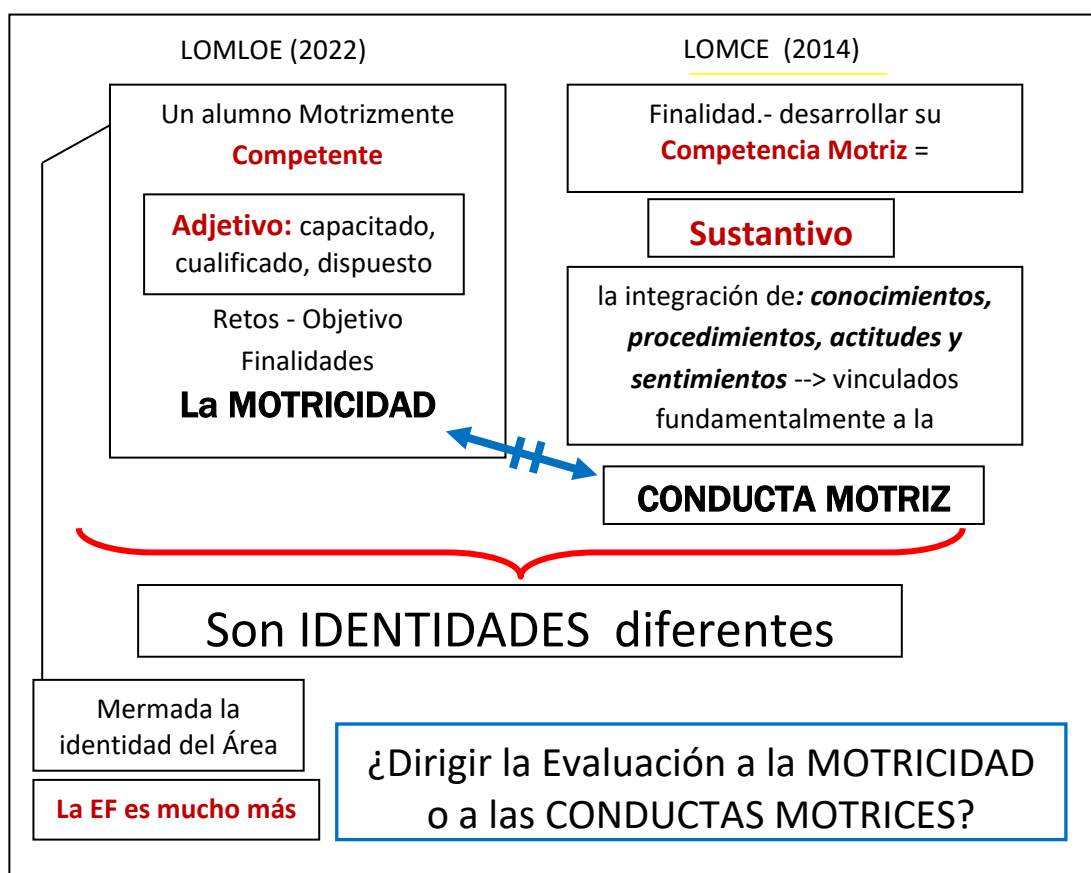 LOMLOE (2022)
Un alumno Motrizmente
Competente
Adjetivo: capacitado,
cualificado, dispuesto
Retos - Objetivo
Finalidades
La MOTRICIDAD
LOMCE (2014)
Finalidad.- desarrollar su
Competencia Motriz =
Sustantivo
la integración de: conocimientos,
procedimientos, actitudes y
sentimientos --> vinculados
fundamentalmente a la
CONDUCTA MOTRIZ
Son IDENTIDADES diferentes
Mermada la
identidad del Área
La EF es mucho más
¿Dirigir la Evaluación a la MOTRICIDAD
o a las CONDUCTAS MOTRICES?